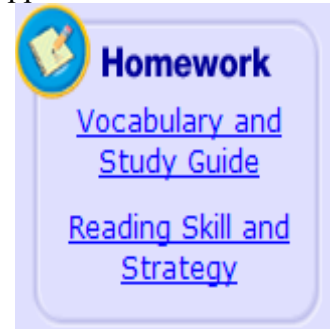 Homework
Vocabulary and
Study Guide
Reading Skill and
Strategy